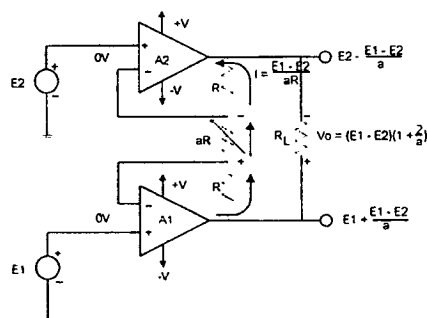 +V
0V
+
-
A2
E2
+
-
-V
R
I = E1 - E2 / aR
E2 - E1 - E2 / a
-
aR
+
-
RL
+
Vo = (E1 - E2)(1 + 2/a)
+V
R
-
A1
+
0V
E1 + E1 - E2 / a
-V
E1
+
-